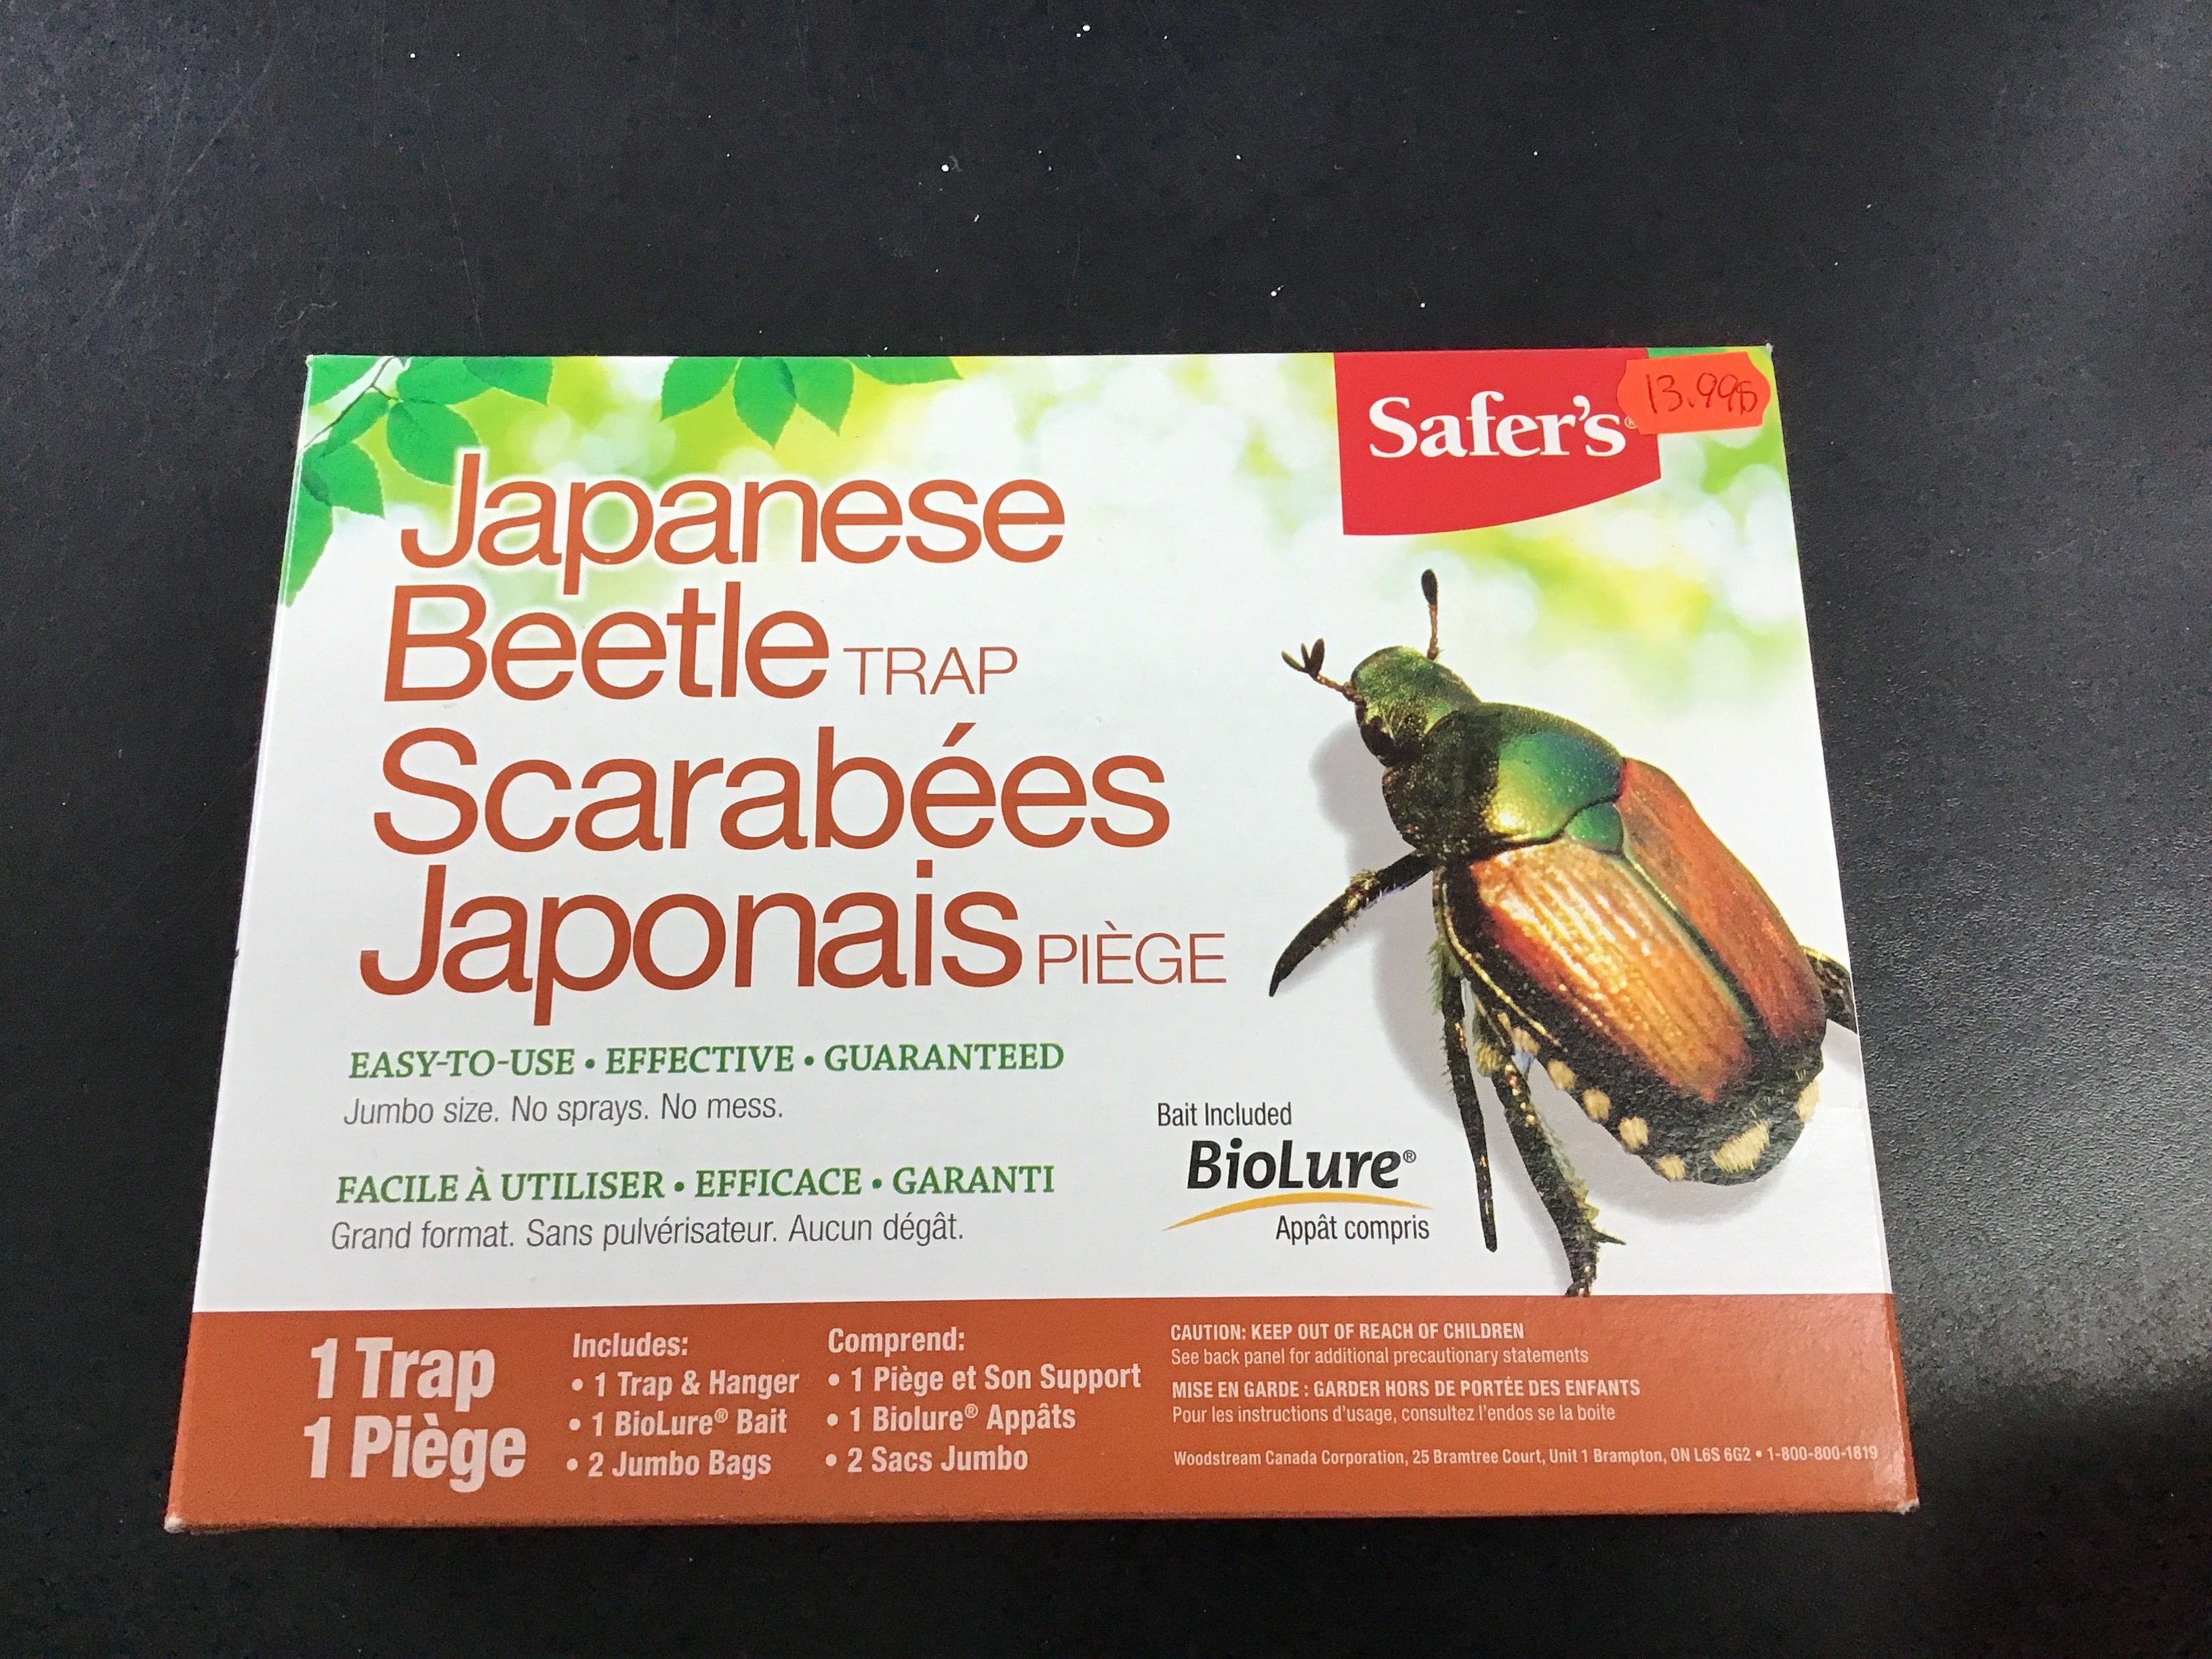 Safer's®
13.99$
Japanese
Beetle TRAP
Scarabées
Japonais PIÈGE
EASY-TO-USE • EFFECTIVE • GUARANTEED
Jumbo size. No sprays. No mess.
FACILE À UTILISER • EFFICACE • GARANTI
Grand format. Sans pulvérisateur. Aucun dégât.
Bait Included
BioLure®
Appât compris
1 Trap
1 Piège
Includes:
• 1 Trap & Hanger
• 1 BioLure® Bait
• 2 Jumbo Bags
Comprend:
• 1 Piège et Son Support
• 1 Biolure® Appâts
• 2 Sacs Jumbo
CAUTION: KEEP OUT OF REACH OF CHILDREN
See back panel for additional precautionary statements
MISE EN GARDE : GARDER HORS DE PORTÉE DES ENFANTS
Pour les instructions d'usage, consultez l'endos se la boite
Woodstream Canada Corporation, 25 Bramtree Court, Unit 1 Brampton, ON L6S 6G2 • 1-800-800-1819